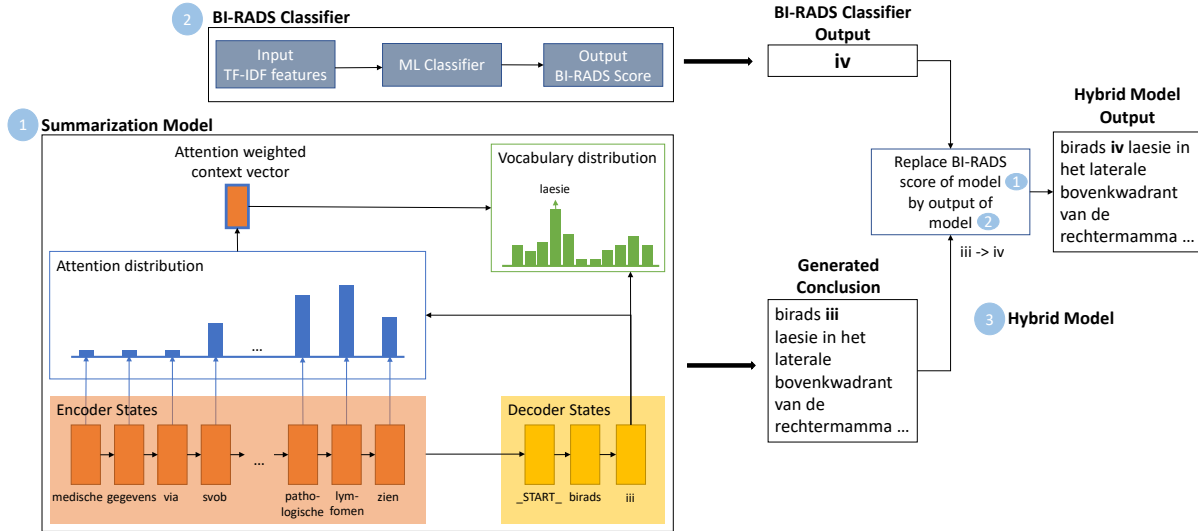 2
BI-RADS Classifier
Input
TF-IDF features
ML Classifier
Output
BI-RADS Score
BI-RADS Classifier
Output
iv
1
Summarization Model
Attention weighted
context vector
Vocabulary distribution
laesie
Attention distribution
...
Encoder States
...
medische
gegevens
via
svob
patho-
logische
lym-
fomen
zien
Decoder States
_START_
birads
iii
Generated
Conclusion
birads iii
laesie in het
laterale
bovenkwadrant
van de
rechtermamma ...
Replace BI-RADS
score of model 1
by output of
model 2
iii -> iv
3
Hybrid Model
Hybrid Model
Output
birads iv laesie in
het laterale
bovenkwadrant
van de
rechtermamma ...